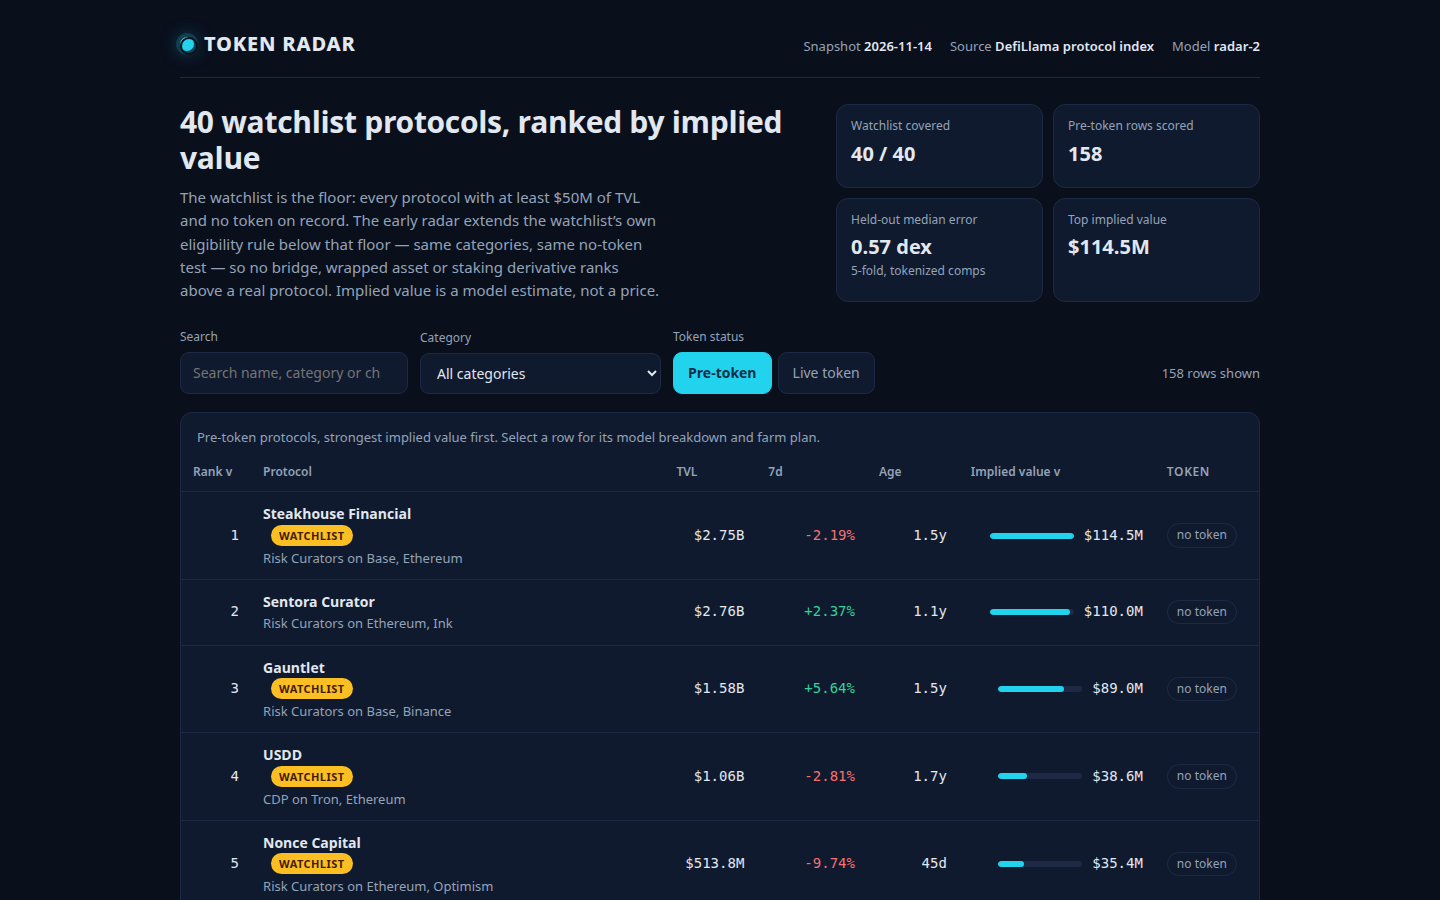 TOKEN RADAR
Snapshot 2026-11-14 Source DefiLlama protocol index Model radar-2
40 watchlist protocols, ranked by implied
value
The watchlist is the floor: every protocol with at least $50M of TVL
and no token on record. The early radar extends the watchlist’s own
eligibility rule below that floor — same categories, same no-token
test — so no bridge, wrapped asset or staking derivative ranks
above a real protocol. Implied value is a model estimate, not a price.
Watchlist covered
40 / 40
Pre-token rows scored
158
Held-out median error
0.57 dex
5-fold, tokenized comps
Top implied value
$114.5M
Search
Search name, category or ch
Category
All categories
Token status
Pre-token Live token
158 rows shown
Pre-token protocols, strongest implied value first. Select a row for its model breakdown and farm plan.
Rank v Protocol TVL 7d Age Implied value v TOKEN
Steakhouse Financial
1 WATCHLIST $2.75B -2.19% 1.5y $114.5M no token
Risk Curators on Base, Ethereum
Sentora Curator
2 $2.76B +2.37% 1.1y $110.0M no token
Risk Curators on Ethereum, Ink
Gauntlet
3 WATCHLIST $1.58B +5.64% 1.5y $89.0M no token
Risk Curators on Base, Binance
USDD
4 WATCHLIST $1.06B -2.81% 1.7y $38.6M no token
CDP on Tron, Ethereum
Nonce Capital
5 WATCHLIST $513.8M -9.74% 45d $35.4M no token
Risk Curators on Ethereum, Optimism